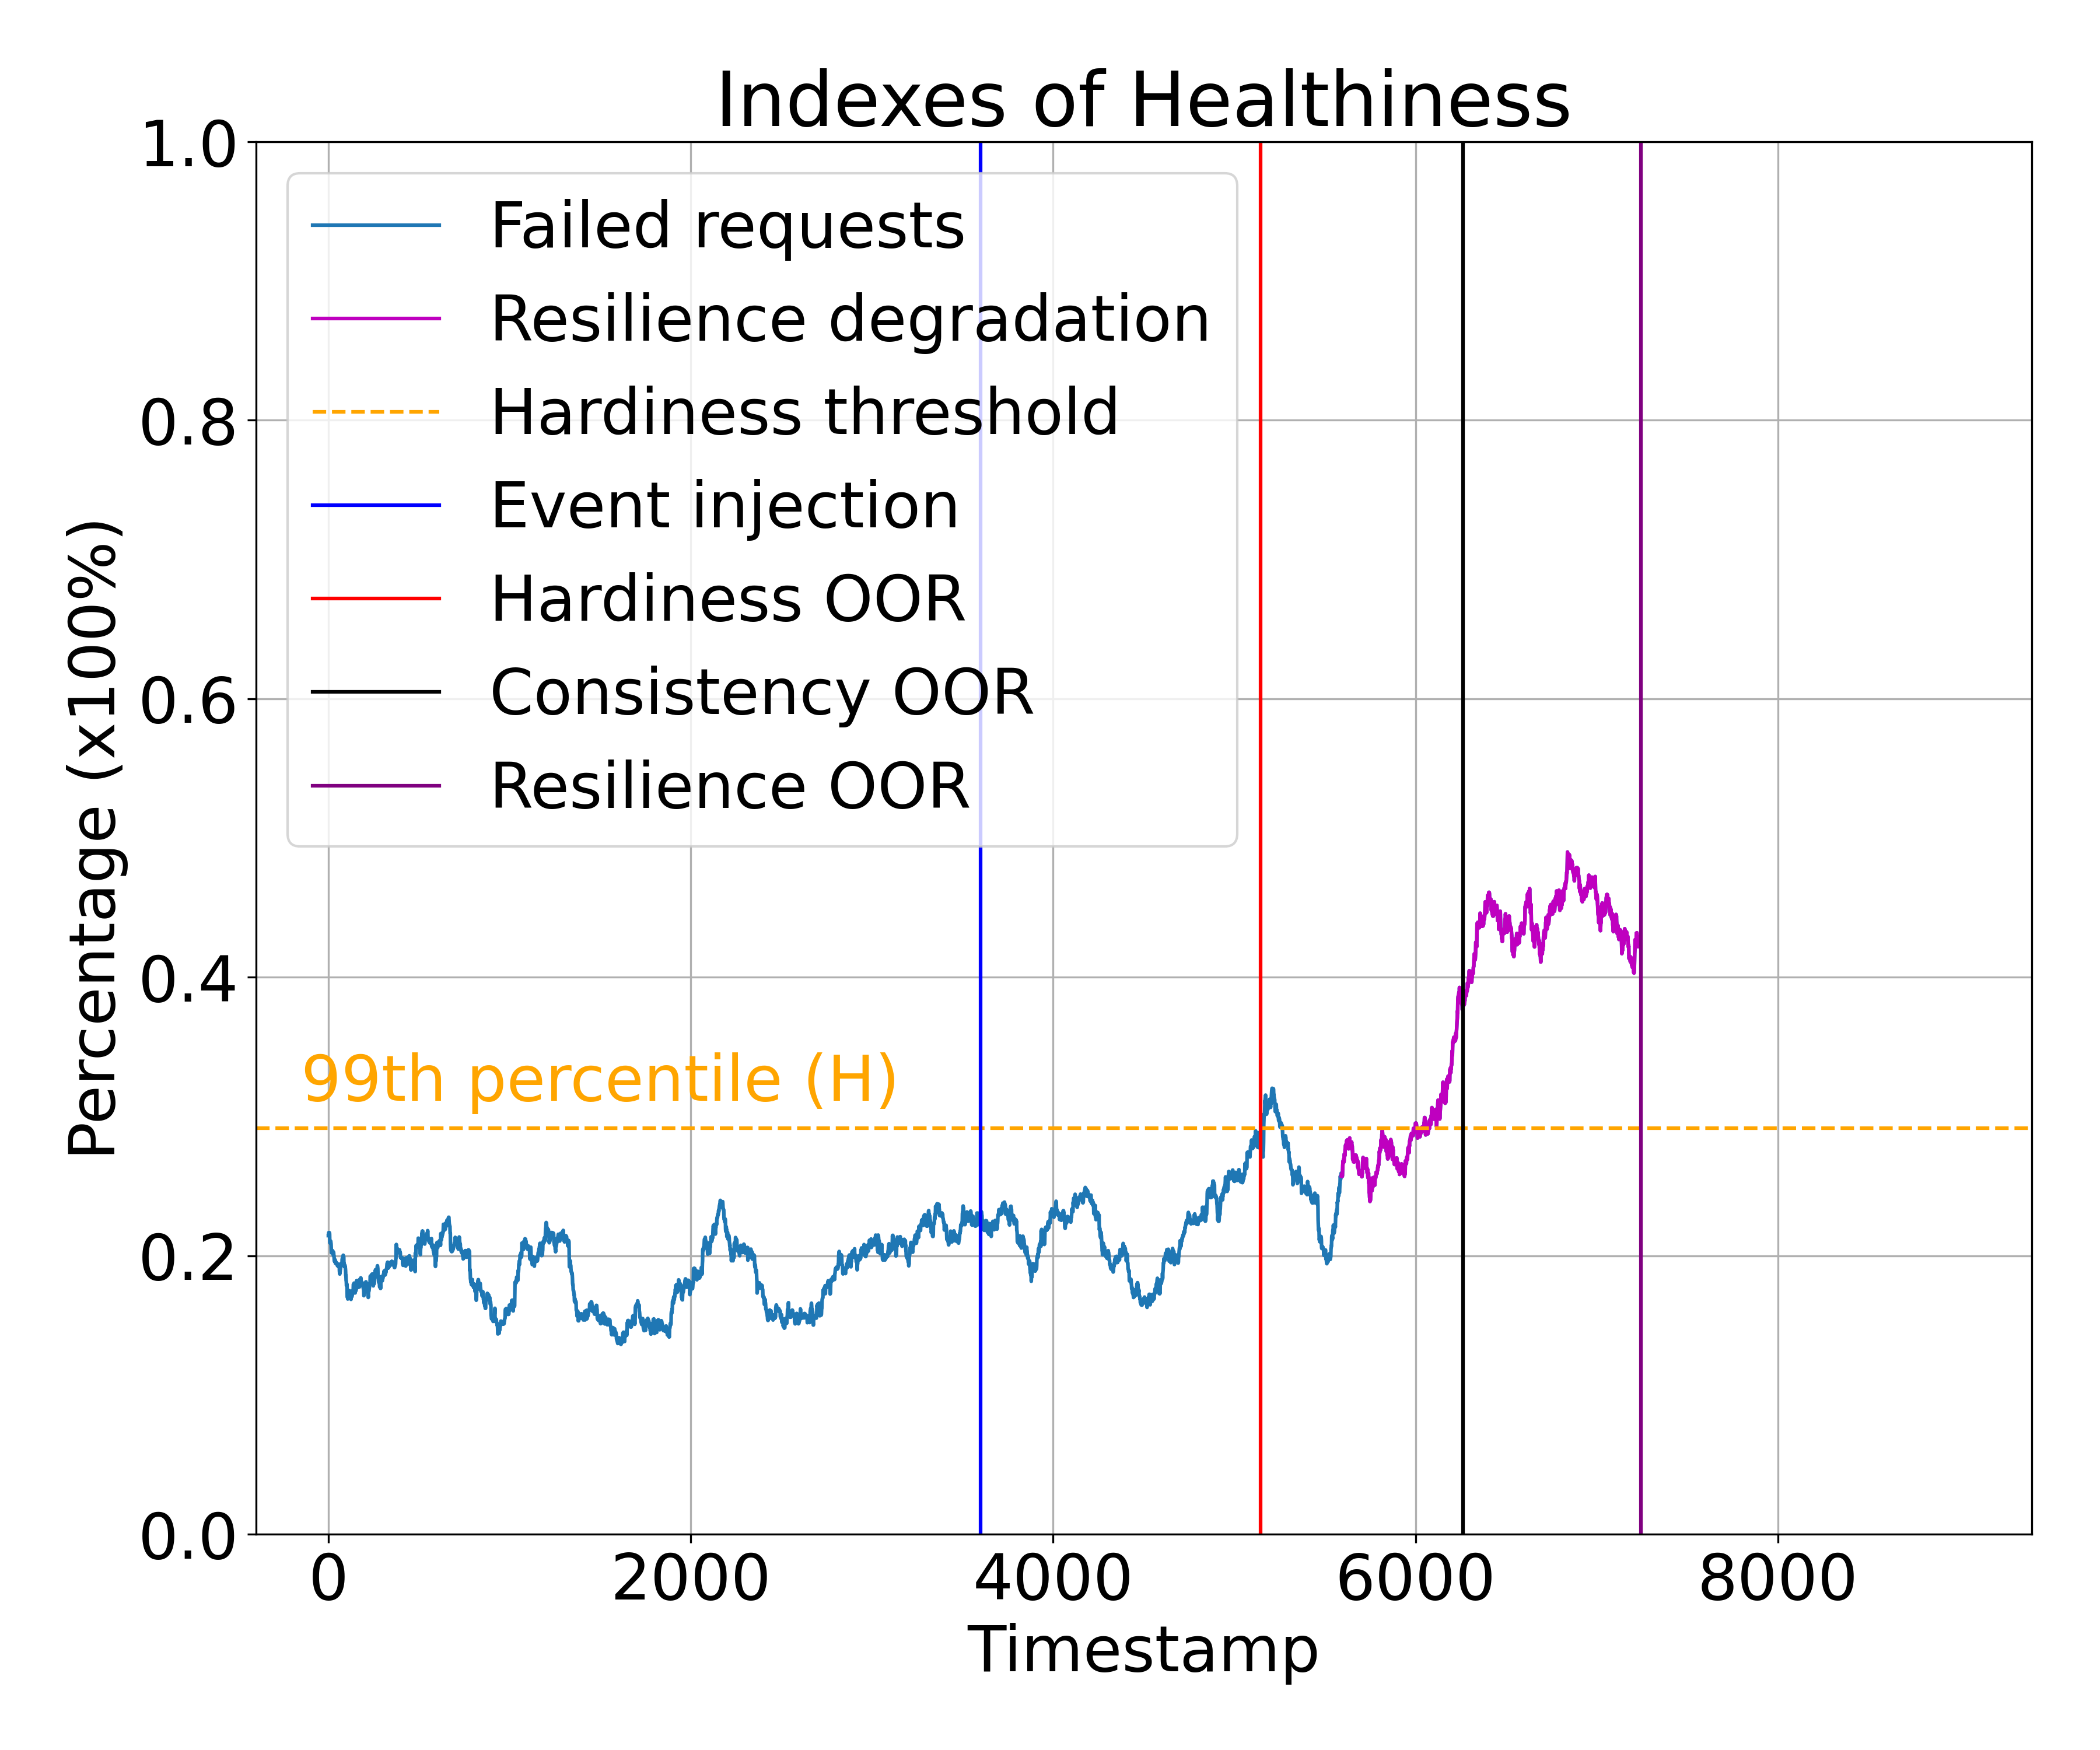 Indexes of Healthiness
1.0
0.8
0.6
0.4
0.2
0.0
Percentage (x100%)
Failed requests
Resilience degradation
Hardiness threshold
Event injection
Hardiness OOR
Consistency OOR
Resilience OOR
99th percentile (H)
0 2000 4000 6000 8000
Timestamp